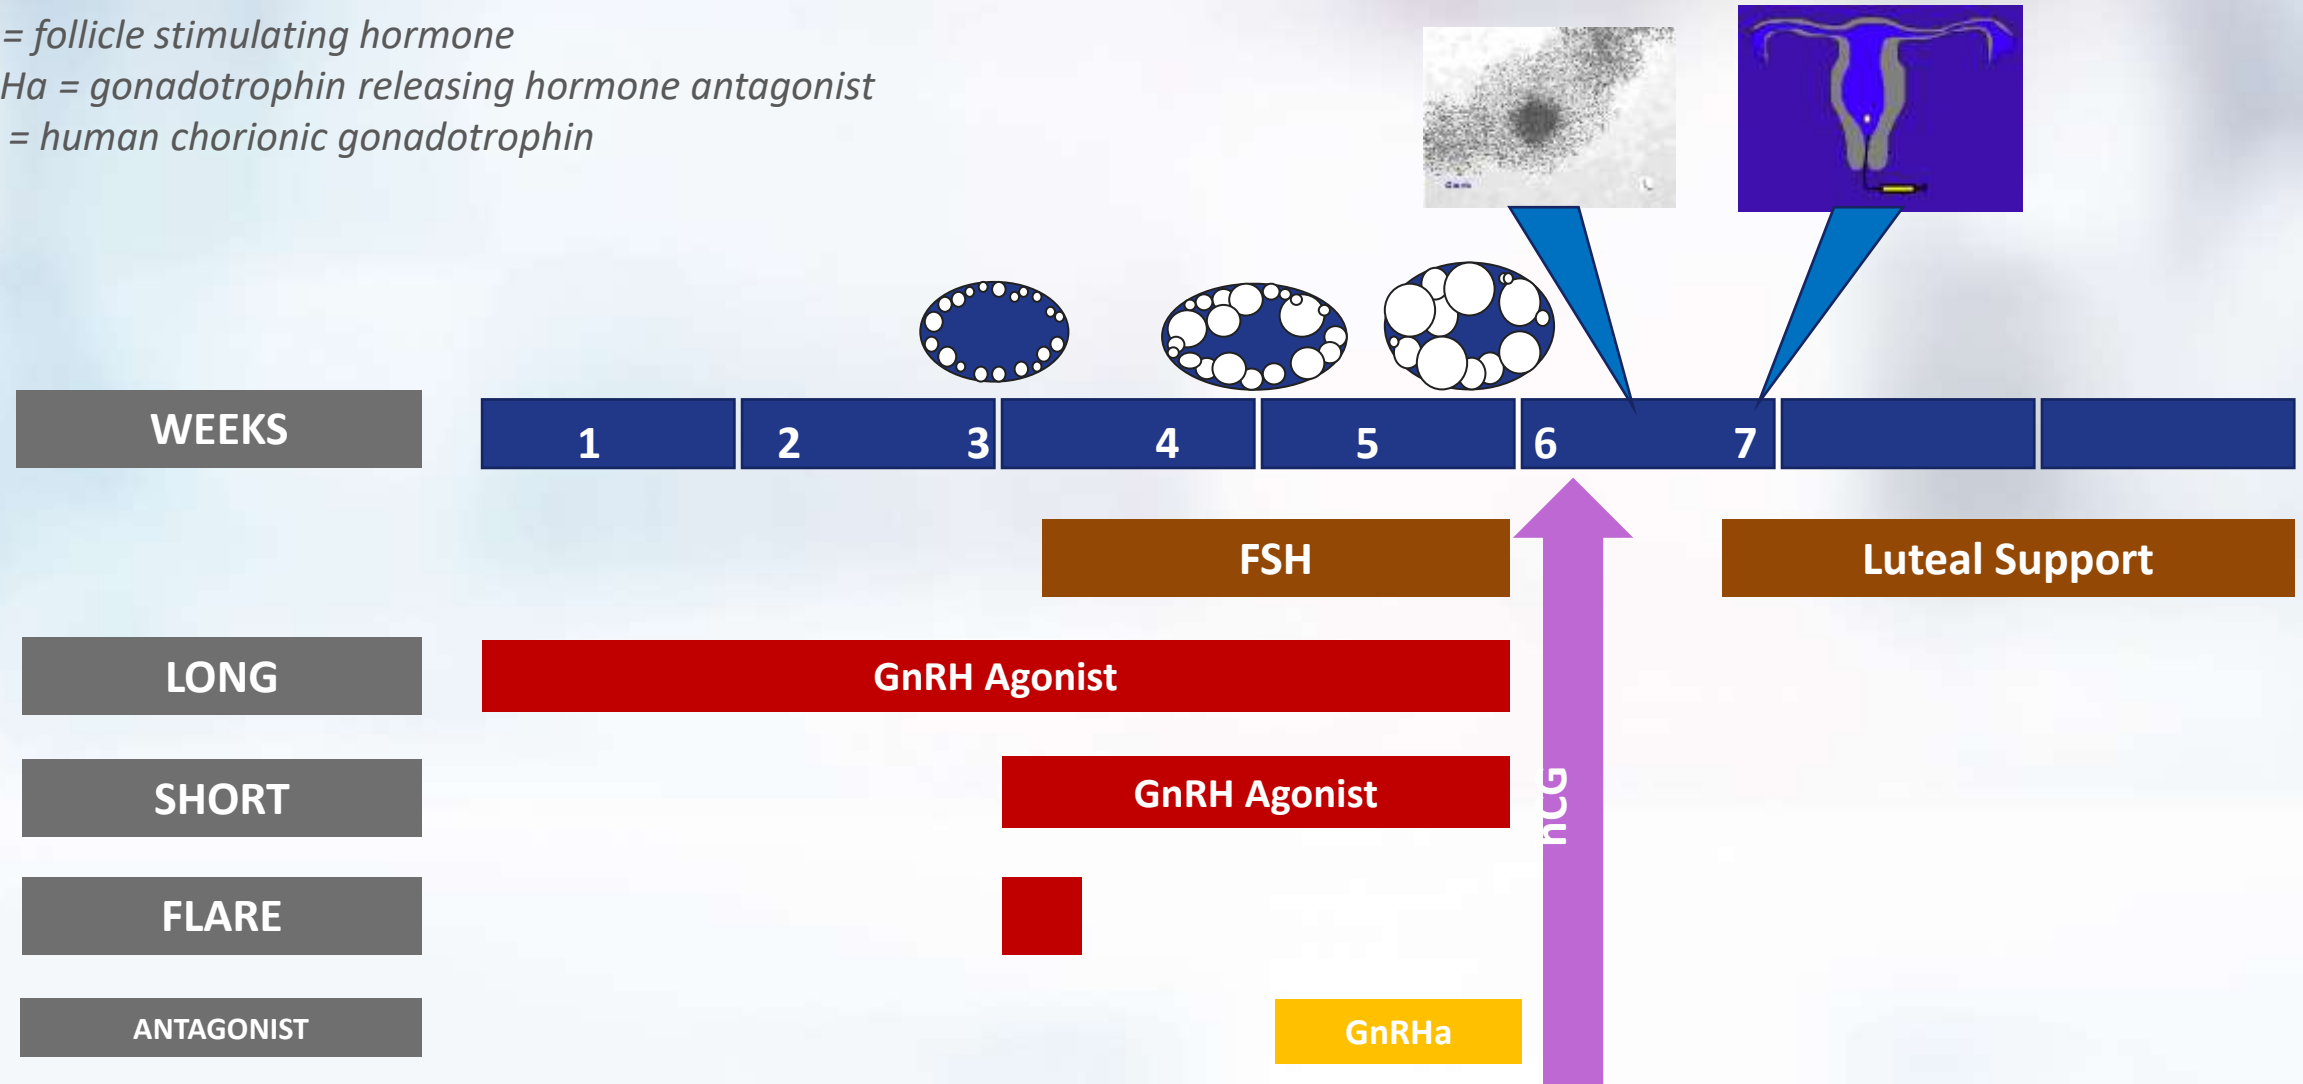 = follicle stimulating hormone
Ha = gonadotrophin releasing hormone antagonist
= human chorionic gonadotrophin
WEEKS 1 2 3 4 5 6 7
FSH Luteal Support
LONG GnRH Agonist
SHORT GnRH Agonist
hCG
FLARE
ANTAGONIST GnRHa